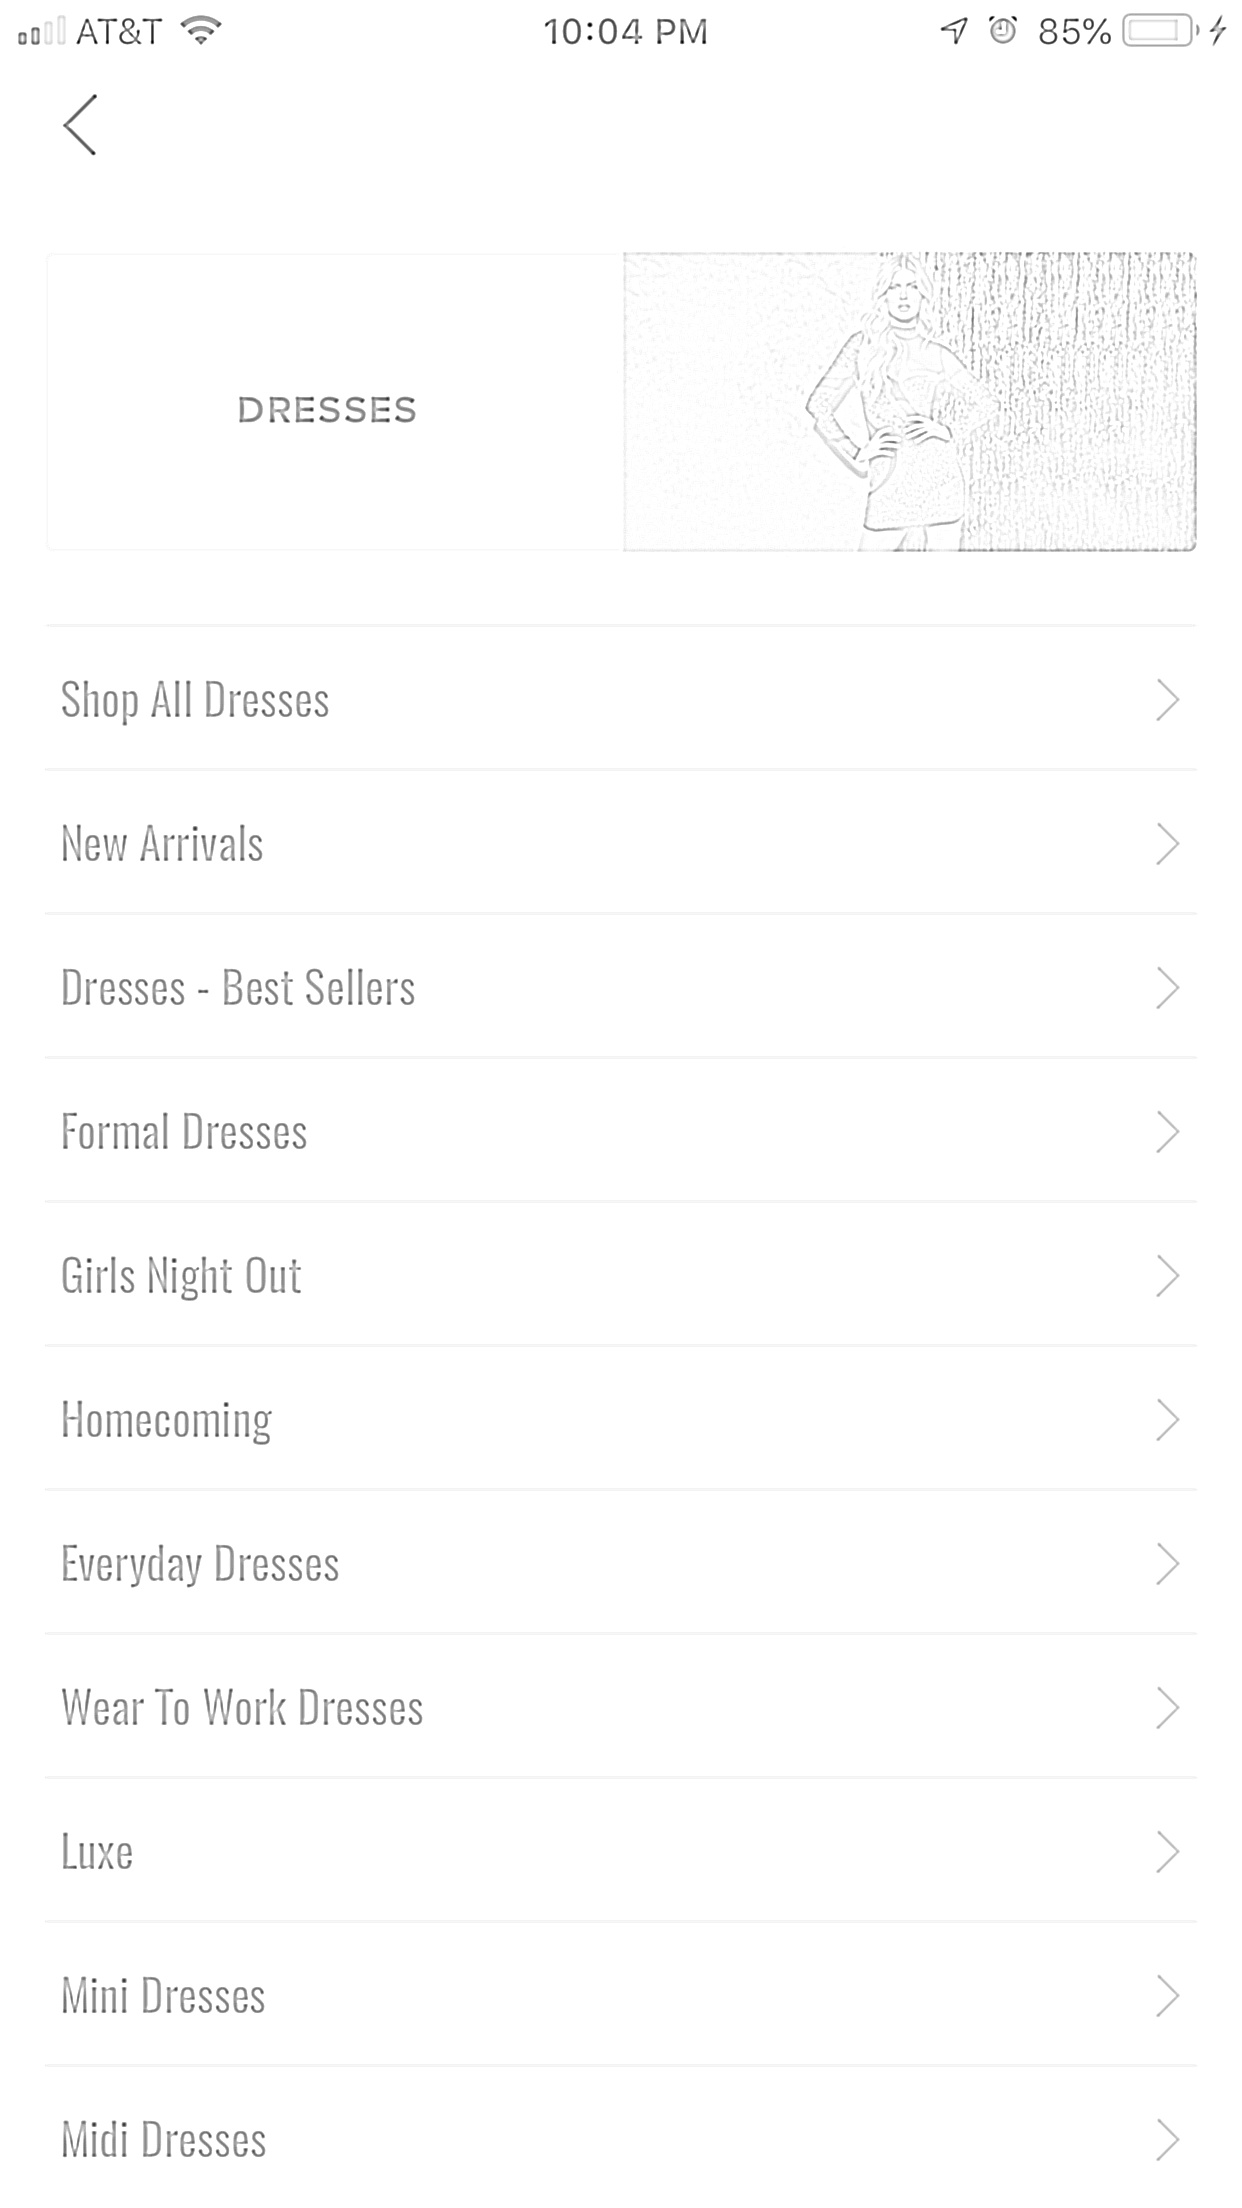 AT&T 10:04 PM 85%
DRESSES
Shop All Dresses
New Arrivals
Dresses - Best Sellers
Formal Dresses
Girls Night Out
Homecoming
Everyday Dresses
Wear To Work Dresses
Luxe
Mini Dresses
Midi Dresses